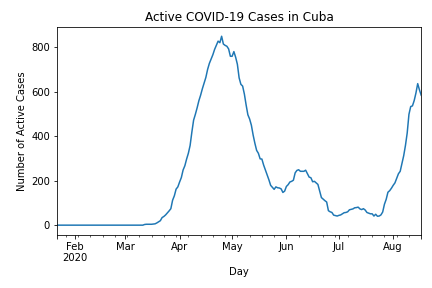 Active COVID-19 Cases in Cuba
Number of Active Cases
800
600
400
200
0
Feb
2020
Mar
Apr
May
Jun
Jul
Aug
Day